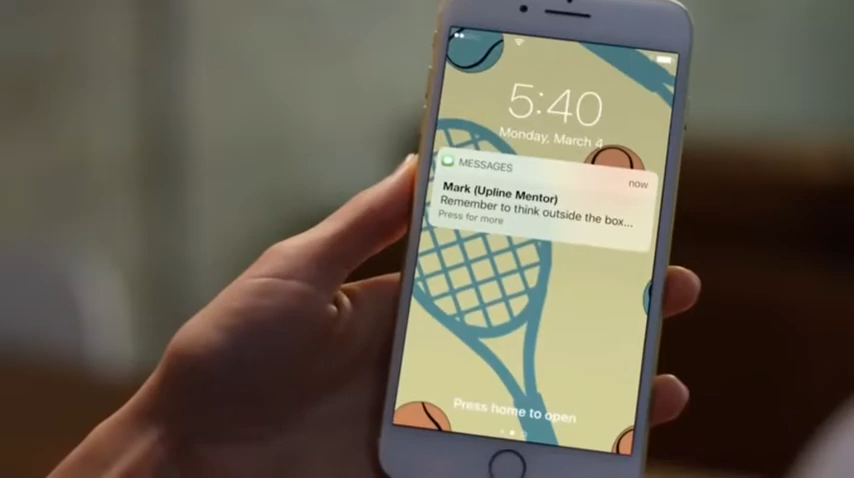 5:40
Monday, March 4
MESSAGES
now
Mark (Upline Mentor)
Remember to think outside the box...
Press for more
Press home to open